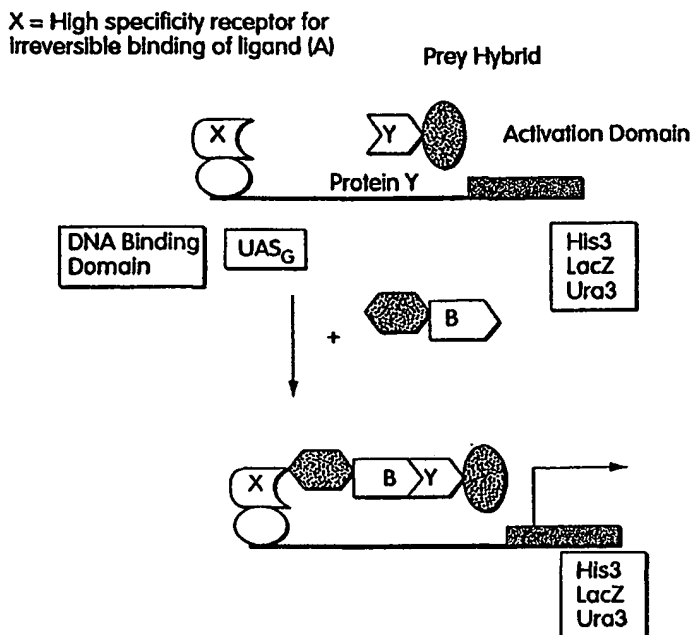 X = High specificity receptor for
irreversible binding of ligand (A)
Prey Hybrid
X
Y
Activation Domain
Protein Y
DNA Binding
Domain
UASG
His3
LacZ
Ura3
+
B
X
B
Y
His3
LacZ
Ura3